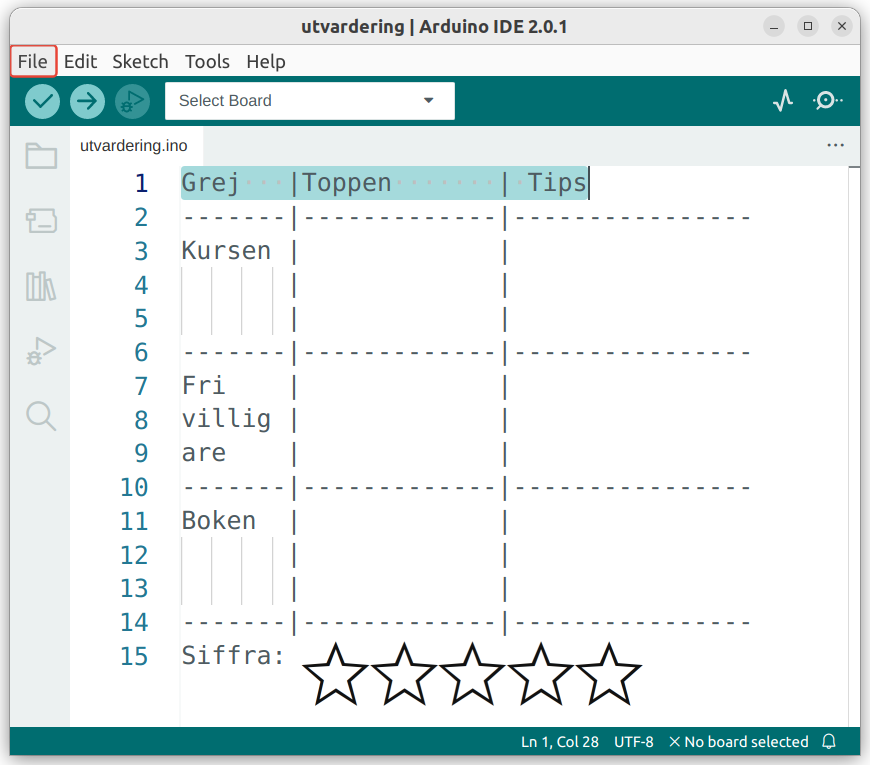 utvardering | Arduino IDE 2.0.1
File Edit Sketch Tools Help
Select Board
utvardering.ino
1 Grej···|Toppen·······|·Tips
2 -------|-------------|----------------
3 Kursen |             |
4        |             |
5        |             |
6 -------|-------------|----------------
7 Fri    |             |
8 villig |             |
9 are    |             |
10 -------|-------------|----------------
11 Boken  |             |
12        |             |
13        |             |
14 -------|-------------|----------------
15 Siffra: ☆☆☆☆☆
Ln 1, Col 28 UTF-8 × No board selected